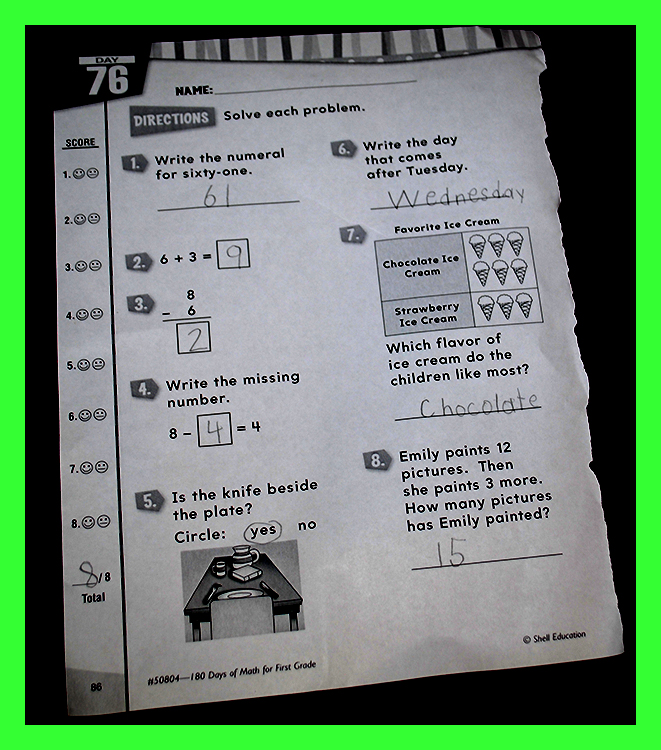 DAY
76
NAME:
DIRECTIONS Solve each problem.
SCORE
1.
2.
3.
4.
5.
6.
7.
8.
8/8
Total
86
1. Write the numeral
for sixty-one.
61
2. 6 + 3 = 9
3. 8
– 6
2
4. Write the missing
number.
8 – 4 = 4
5. Is the knife beside
the plate?
Circle: yes no
6. Write the day
that comes
after Tuesday.
Wednesday
7. Favorite Ice Cream
Chocolate Ice
Cream
Strawberry
Ice Cream
Which flavor of
ice cream do the
children like most?
Chocolate
8. Emily paints 12
pictures. Then
she paints 3 more.
How many pictures
has Emily painted?
15
#50804—180 Days of Math for First Grade
© Shell Education